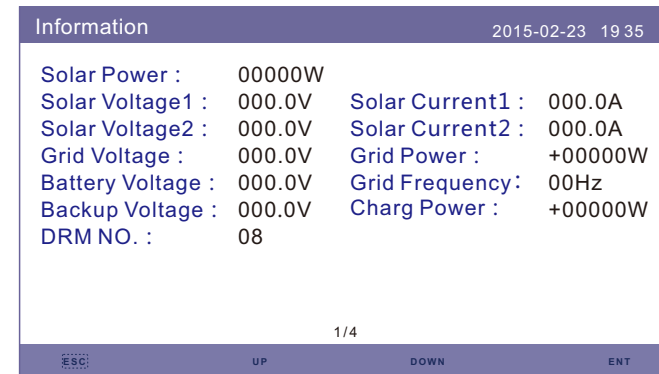 Information 2015-02-23 19 35
Solar Power : 00000W
Solar Voltage1 : 000.0V Solar Current1 : 000.0A
Solar Voltage2 : 000.0V Solar Current2 : 000.0A
Grid Voltage : 000.0V Grid Power : +00000W
Battery Voltage : 000.0V Grid Frequency: 00Hz
Backup Voltage : 000.0V Charg Power : +00000W
DRM NO. : 08
1/4
ESC UP DOWN ENT